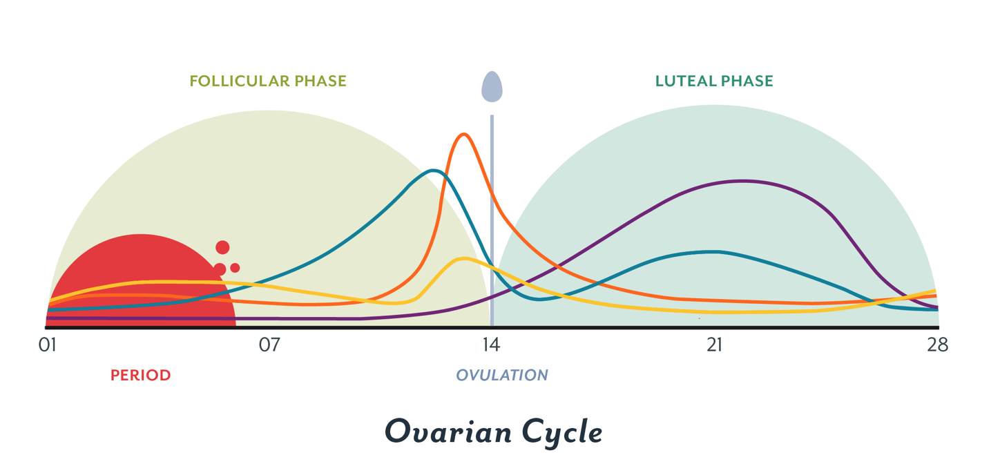 FOLLICULAR PHASE
LUTEAL PHASE
01 07 14 21 28
PERIOD
OVULATION
Ovarian Cycle